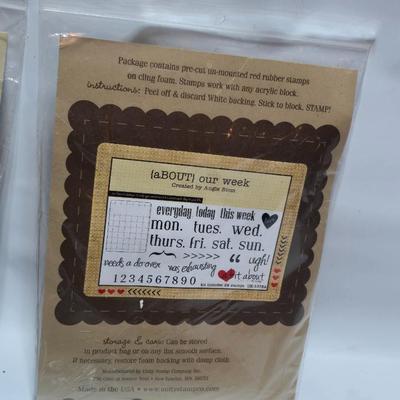 Package contains pre-cut un-mounted red rubber stamps
on cling foam. Stamps work with any acrylic block.
instructions: Peel off & discard White backing. Stick to block, STAMP!
{aBOUT} our week
Created by Angie
everyday today this week
mon. tues. wed.
thurs. fri. sat. sun.
>>>>>> “ ugh!
needs a do-over was exhausting it about
1234567890
storage & care: Can be stored
in product bag or on any lbs smooth surface.
If necessary, restore foam backing with damp cloth.
Manufactured by Unity Stamp Company Inc.
Made in the USA • www.unitystampco.com